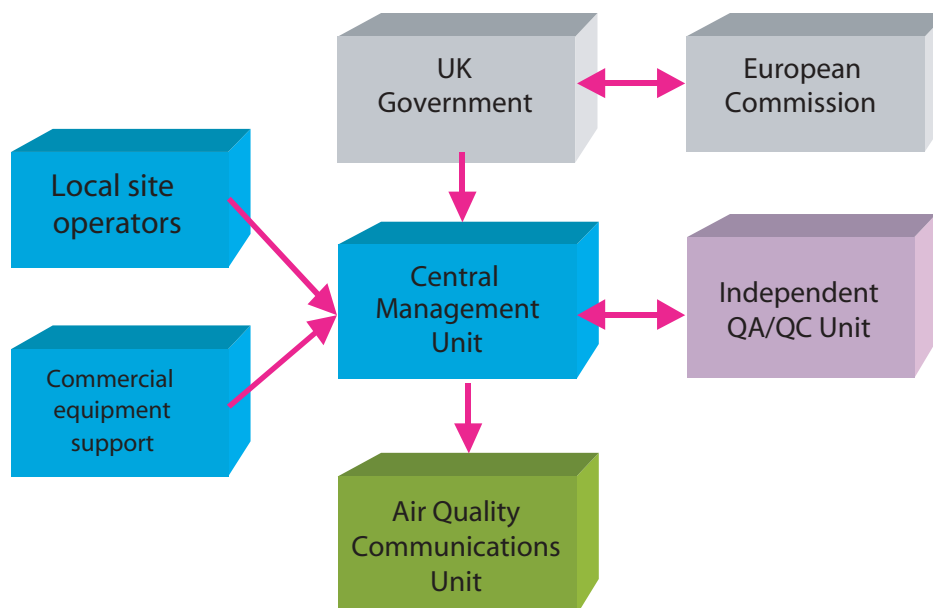 UK
Government
European
Commission
Local site
operators
Central
Management
Unit
Independent
QA/QC Unit
Commercial
equipment
support
Air Quality
Communications
Unit